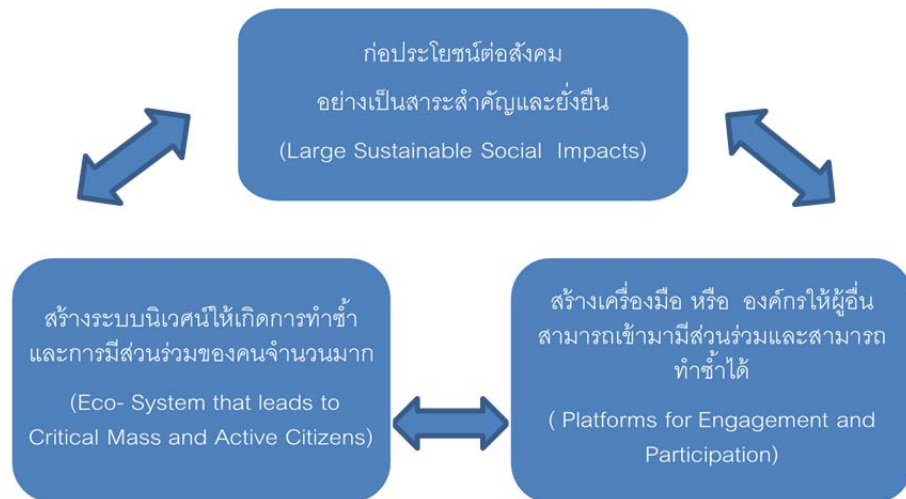 ก่อประโยชน์ต่อสังคม
อย่างเป็นสาระสำคัญและยั่งยืน
(Large Sustainable Social Impacts)
สร้างระบบนิเวศน์ให้เกิดการทำซ้ำ
และการมีส่วนร่วมของคนจำนวนมาก
(Eco- System that leads to
Critical Mass and Active Citizens)
สร้างเครื่องมือ หรือ องค์กรให้ผู้อื่น
สามารถเข้ามามีส่วนร่วมและสามารถ
ทำซ้ำได้
( Platforms for Engagement and
Participation)